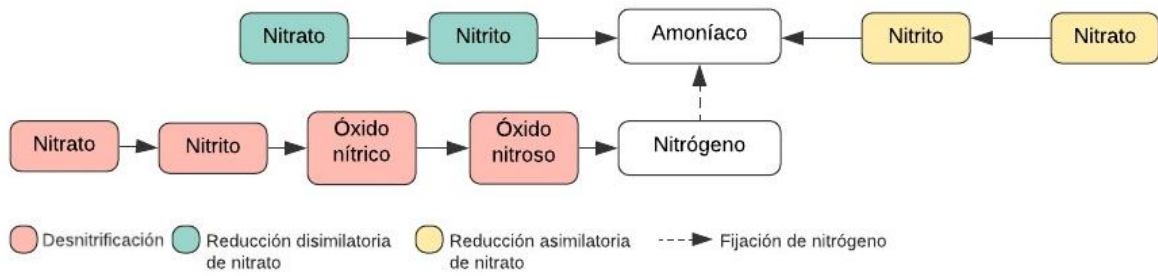 Nitrato
Nitrito
Amoníaco
Nitrito
Nitrato
Nitrato
Nitrito
Óxido
nítrico
Óxido
nitroso
Nitrógeno
Desnitrificación
Reducción disimilatoria
de nitrato
Reducción asimilatoria
de nitrato
Fijación de nitrógeno